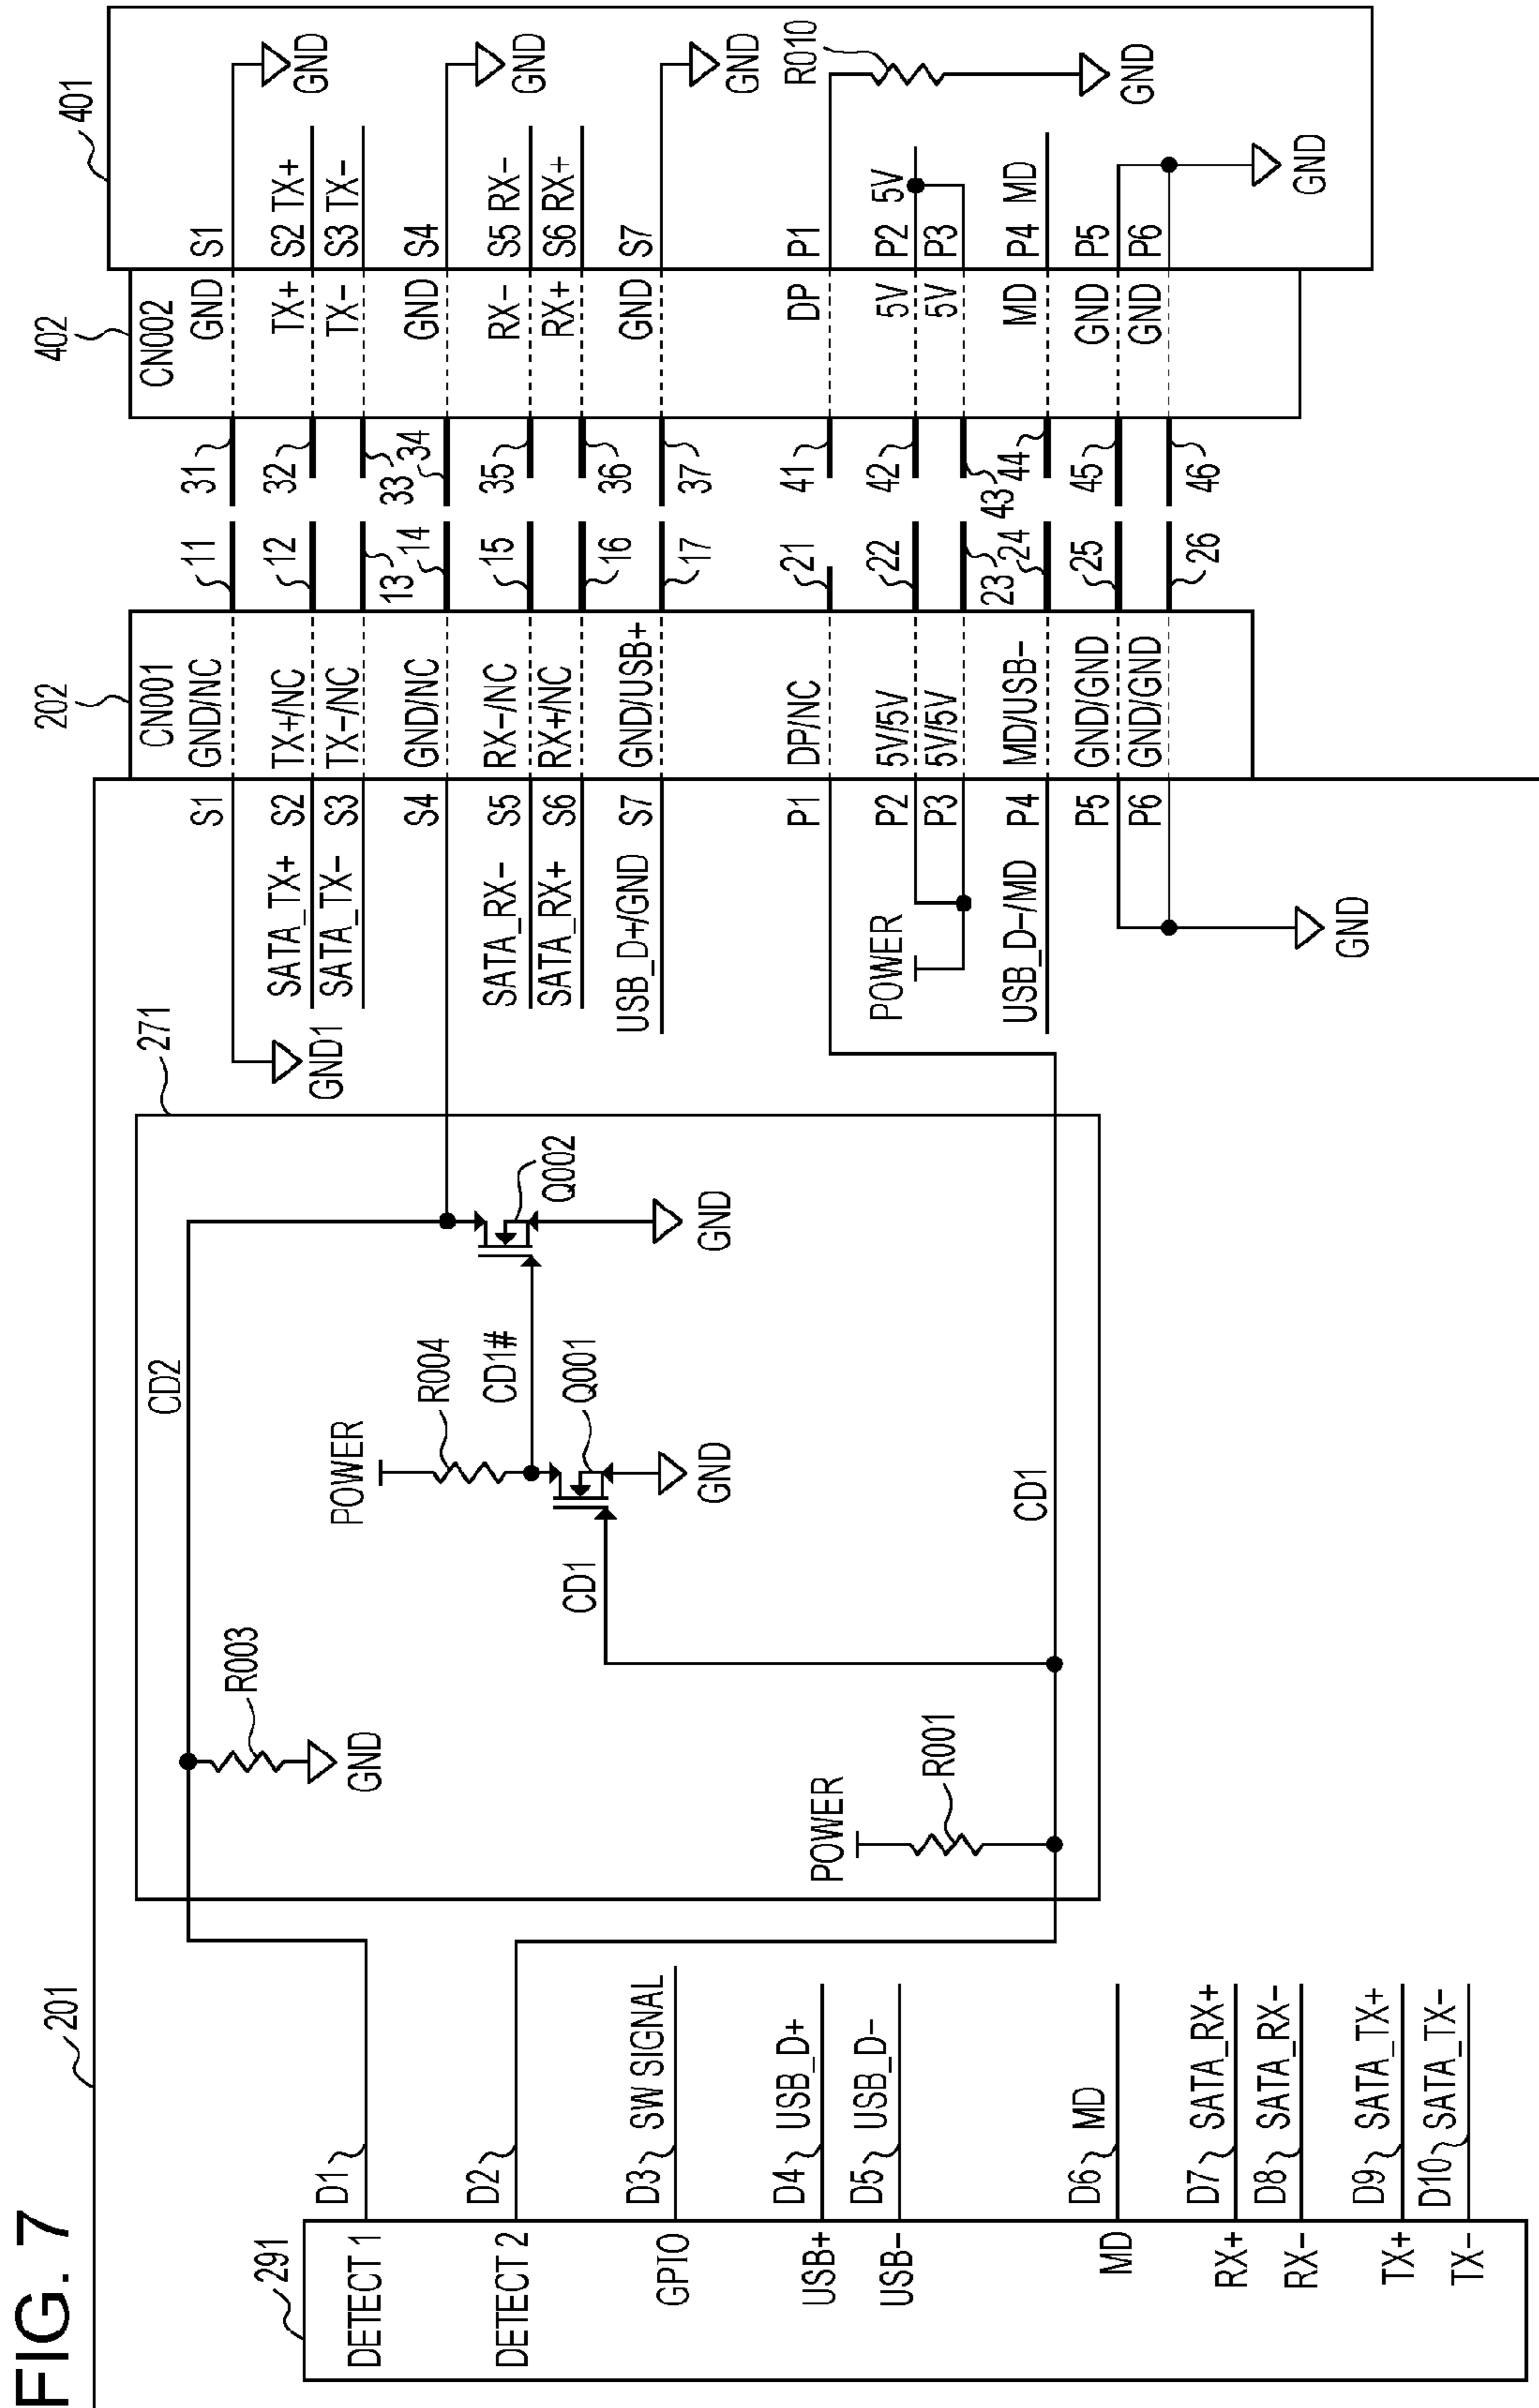 FIG. 7
201
291
DETECT 1
DETECT 2
GPIO
USB+
USB-
MD
RX+
RX-
TX+
TX-
D1
D2
D3
SW SIGNAL
D4
USB_D+
D5
USB_D-
D6
MD
D7
SATA_RX+
D8
SATA_RX-
D9
SATA_TX+
D10
SATA_TX-
271
CD2
R003
GND
POWER
R004
CD1#
Q001
GND
CD1
Q002
GND
POWER
R001
CD1
GND1
S1
SATA_TX+ S2
SATA_TX- S3
S4
SATA_RX- S5
SATA_RX+ S6
USB_D+/GND S7
P1
POWER
P2
P3
USB_D-/MD P4
P5
P6
GND
202
CN001
GND/NC
TX+/NC
TX-/NC
GND/NC
RX-/NC
RX+/NC
GND/USB+
DP/NC
5V/5V
5V/5V
MD/USB-
GND/GND
GND/GND
11
12
13
14
15
16
17
21
22
23
24
25
26
31
32
33
34
35
36
37
41
42
43
44
45
46
402
CN002
GND
TX+
TX-
GND
RX-
RX+
GND
DP
5V
5V
MD
GND
GND
401
S1
GND
S2 TX+
S3 TX-
S4
GND
S5 RX-
S6 RX+
S7
GND
P1
R010
GND
P2 5V
P3
P4 MD
P5
P6
GND